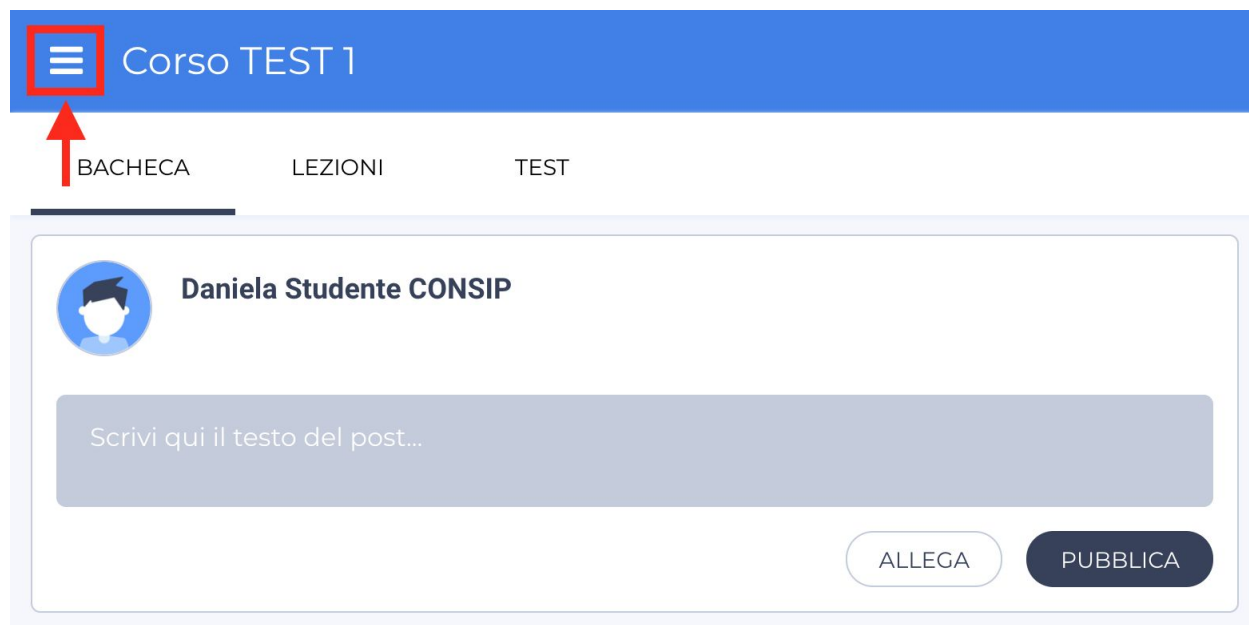 Corso TEST 1
BACHECA LEZIONI TEST
Daniela Studente CONSIP
Scrivi qui il testo del post...
ALLEGA PUBBLICA